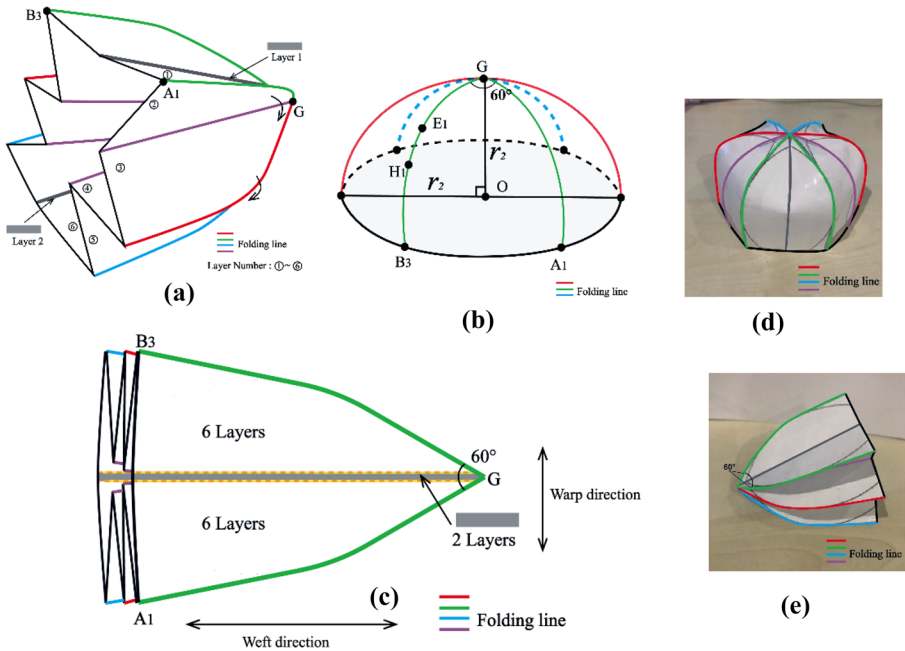 B3
Layer 1
①
A1
②
G
③
④
Layer 2
⑥
⑤
Folding line
Layer Number : ①~⑥
(a)
G
60°
E1
H1
r2
r2
O
B3
A1
Folding line
(b)
Folding line
(d)
B3
6 Layers
60°
G
Warp direction
6 Layers
2 Layers
A1
(c)
Folding line
Weft direction
60°
Folding line
(e)